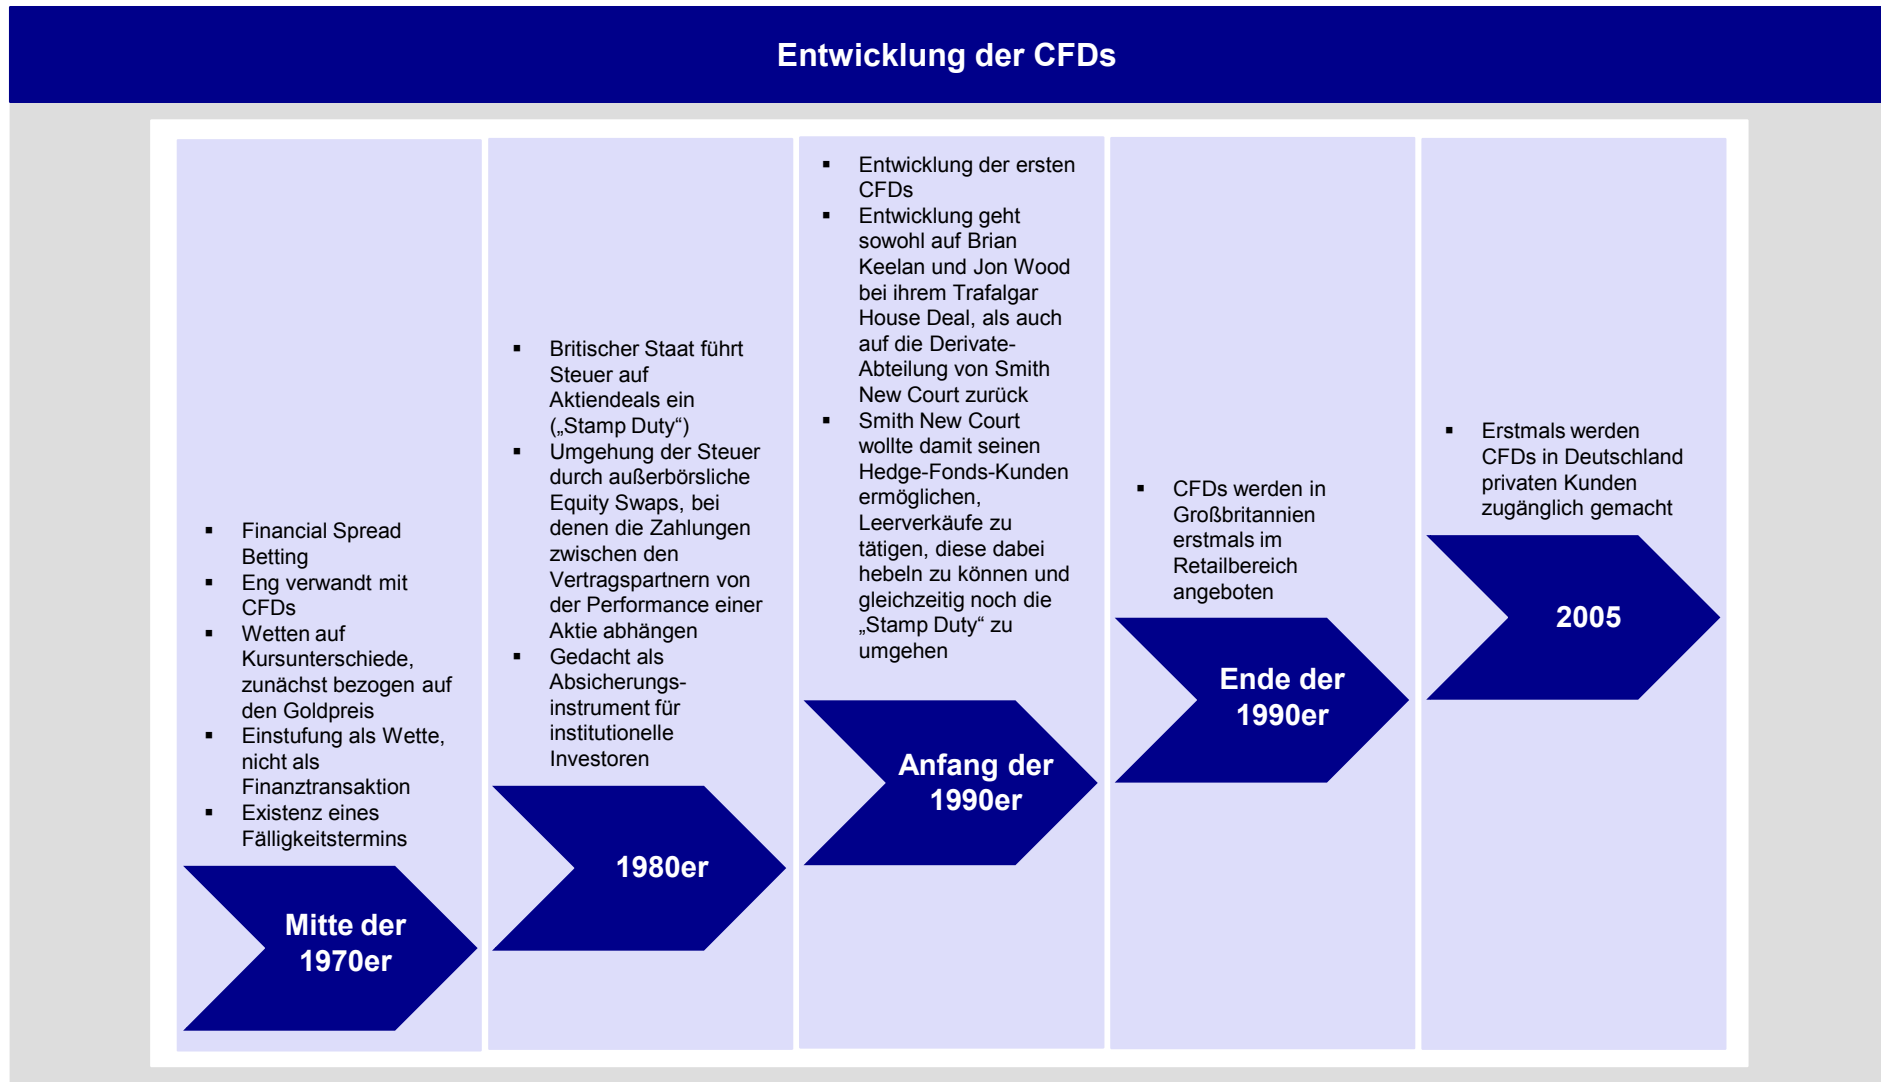 Entwicklung der CFDs
▪ Financial Spread
Betting
▪ Eng verwandt mit
CFDs
▪ Wetten auf
Kursunterschiede,
zunächst bezogen auf
den Goldpreis
▪ Einstufung als Wette,
nicht als
Finanztransaktion
▪ Existenz eines
Fälligkeitstermins
Mitte der
1970er
▪ Britischer Staat führt
Steuer auf
Aktiendeals ein
(„Stamp Duty“)
▪ Umgehung der Steuer
durch außerbörsliche
Equity Swaps, bei
denen die Zahlungen
zwischen den
Vertragspartnern von
der Performance einer
Aktie abhängen
▪ Gedacht als
Absicherungs-
instrument für
institutionelle
Investoren
1980er
▪ Entwicklung der ersten
CFDs
▪ Entwicklung geht
sowohl auf Brian
Keelan und Jon Wood
bei ihrem Trafalgar
House Deal, als auch
auf die Derivate-
Abteilung von Smith
New Court zurück
▪ Smith New Court
wollte damit seinen
Hedge-Fonds-Kunden
ermöglichen,
Leerverkäufe zu
tätigen, diese dabei
hebeln zu können und
gleichzeitig noch die
„Stamp Duty“ zu
umgehen
Anfang der
1990er
▪ CFDs werden in
Großbritannien
erstmals im
Retailbereich
angeboten
Ende der
1990er
▪ Erstmals werden
CFDs in Deutschland
privaten Kunden
zugänglich gemacht
2005